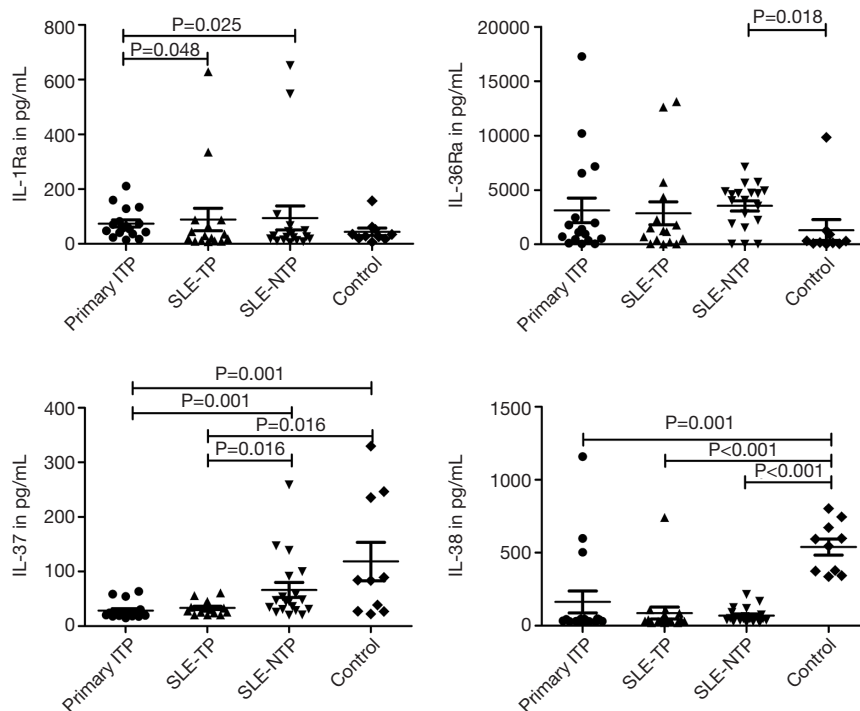 P=0.025
P=0.048
800
600
400
200
0
IL-1Ra in pg/mL
Primary ITP
SLE-TP
SLE-NTP
Control
P=0.018
20000
15000
10000
5000
0
IL-36Ra in pg/mL
Primary ITP
SLE-TP
SLE-NTP
Control
P=0.001
P=0.001
P=0.016
P=0.016
400
300
200
100
0
IL-37 in pg/mL
Primary ITP
SLE-TP
SLE-NTP
Control
P=0.001
P<0.001
P<0.001
1500
1000
500
0
IL-38 in pg/mL
Primary ITP
SLE-TP
SLE-NTP
Control